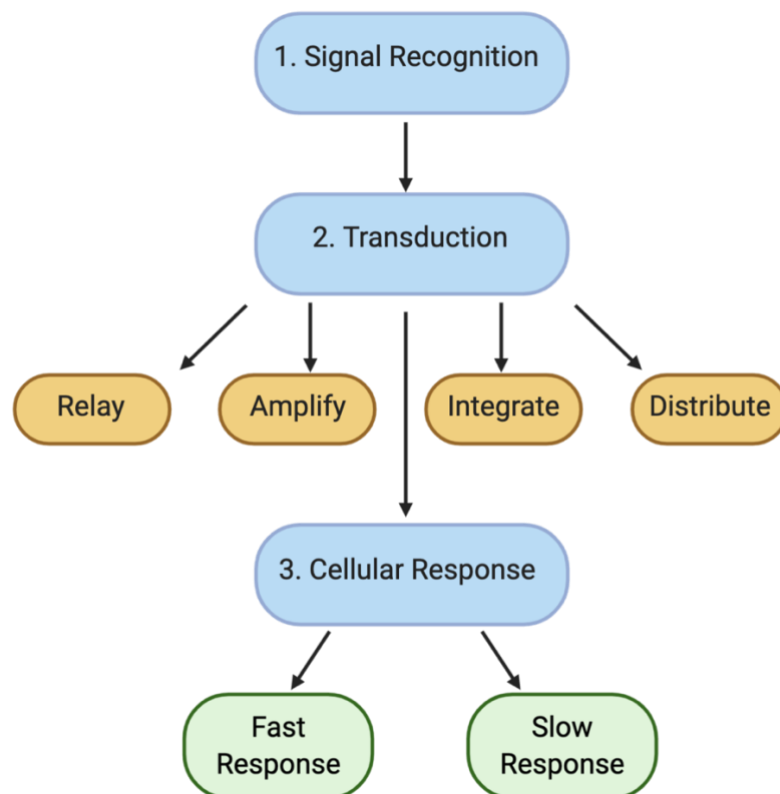 1. Signal Recognition
2. Transduction
Relay
Amplify
Integrate
Distribute
3. Cellular Response
Fast
Response
Slow
Response